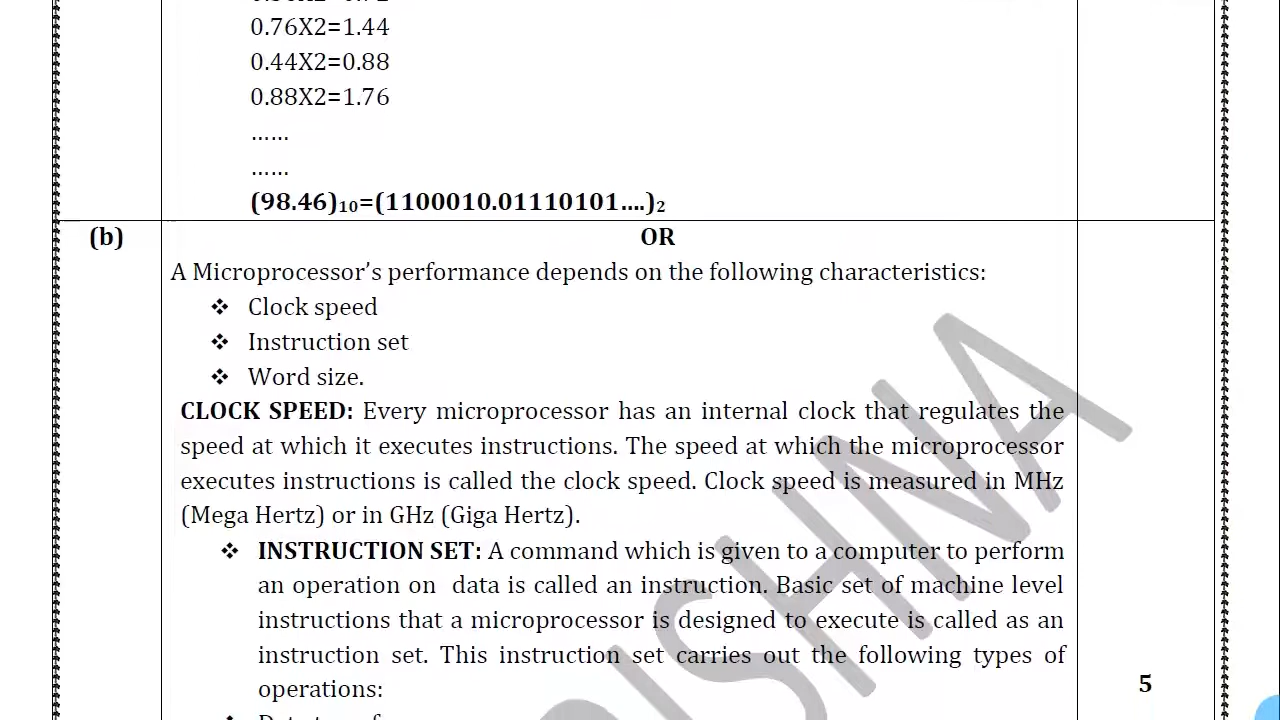 0.76X2=1.44
0.44X2=0.88
0.88X2=1.76
......
......
(98.46)₁₀=(1100010.01110101....)₂
(b)
OR
A Microprocessor’s performance depends on the following characteristics:
❖ Clock speed
❖ Instruction set
❖ Word size.
CLOCK SPEED: Every microprocessor has an internal clock that regulates the
speed at which it executes instructions. The speed at which the microprocessor
executes instructions is called the clock speed. Clock speed is measured in MHz
(Mega Hertz) or in GHz (Giga Hertz).
❖ INSTRUCTION SET: A command which is given to a computer to perform
an operation on data is called an instruction. Basic set of machine level
instructions that a microprocessor is designed to execute is called as an
instruction set. This instruction set carries out the following types of
operations:
5